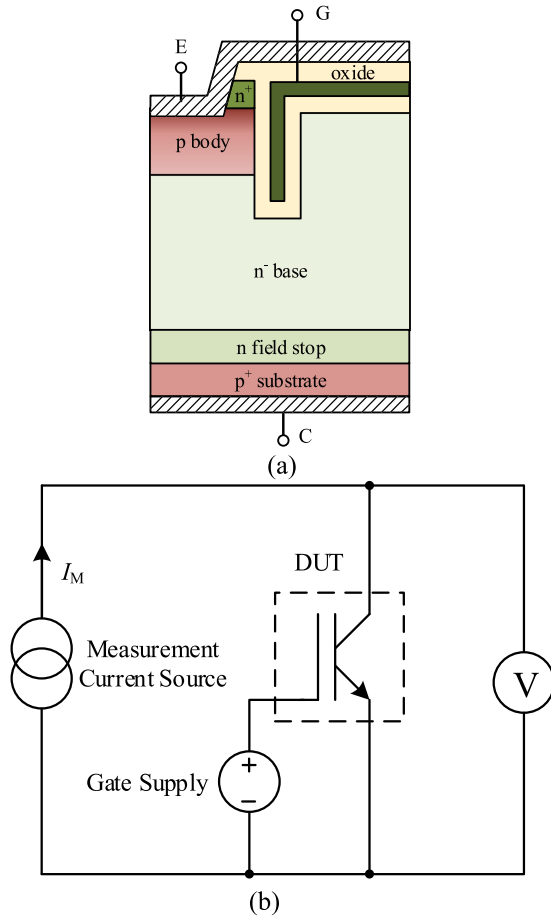 G
E
oxide
n+
p body
n- base
n field stop
p+ substrate
C
(a)
DUT
IM
Measurement
Current Source
V
Gate Supply
+
−
(b)